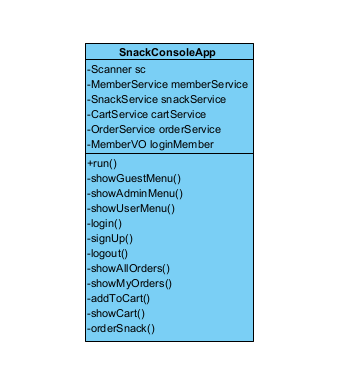 SnackConsoleApp
-Scanner sc
-MemberService memberService
-SnackService snackService
-CartService cartService
-OrderService orderService
-MemberVO loginMember
+run()
-showGuestMenu()
-showAdminMenu()
-showUserMenu()
-login()
-signUp()
-logout()
-showAllOrders()
-showMyOrders()
-addToCart()
-showCart()
-orderSnack()